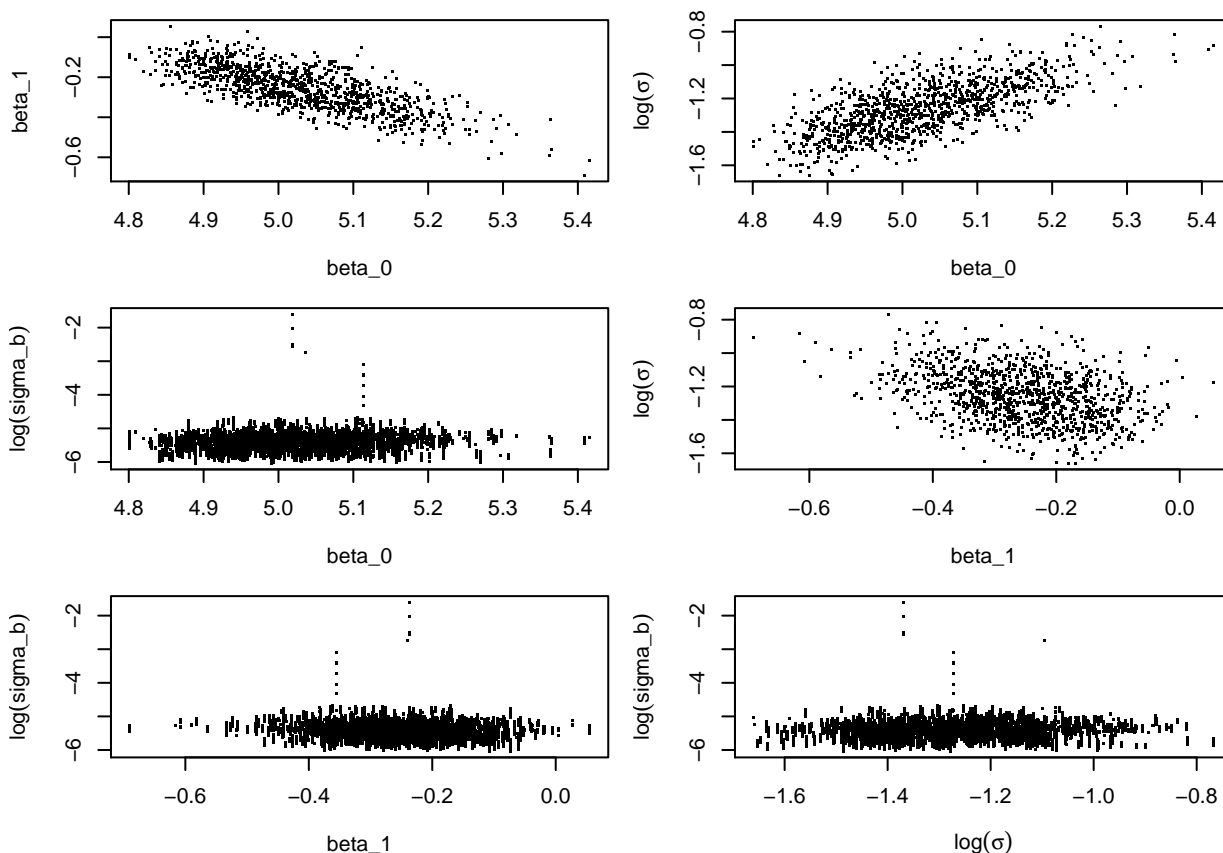 beta_1
−0.6
−0.2
4.8 4.9 5.0 5.1 5.2 5.3 5.4
beta_0
log(σ)
−1.6
−1.2
−0.8
4.8 4.9 5.0 5.1 5.2 5.3 5.4
beta_0
log(sigma_b)
−6
−4
−2
4.8 4.9 5.0 5.1 5.2 5.3 5.4
beta_0
log(σ)
−1.6
−1.2
−0.8
−0.6 −0.4 −0.2 0.0
beta_1
log(sigma_b)
−6
−4
−2
−0.6 −0.4 −0.2 0.0
beta_1
log(sigma_b)
−6
−4
−2
−1.6 −1.4 −1.2 −1.0 −0.8
log(σ)